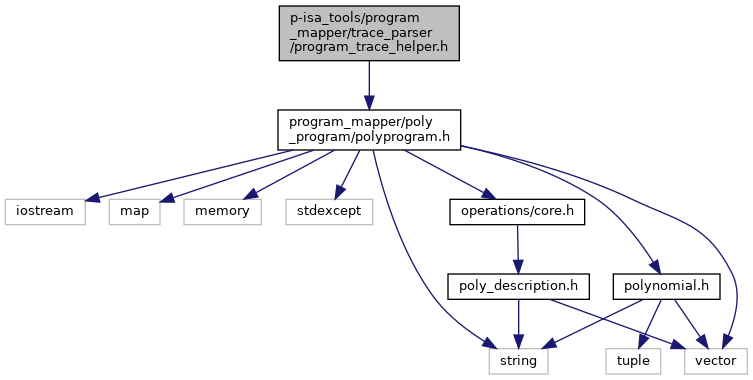 p-isa_tools/program
_mapper/trace_parser
/program_trace_helper.h
program_mapper/poly
_program/polyprogram.h
iostream
map
memory
stdexcept
operations/core.h
poly_description.h
polynomial.h
string
tuple
vector